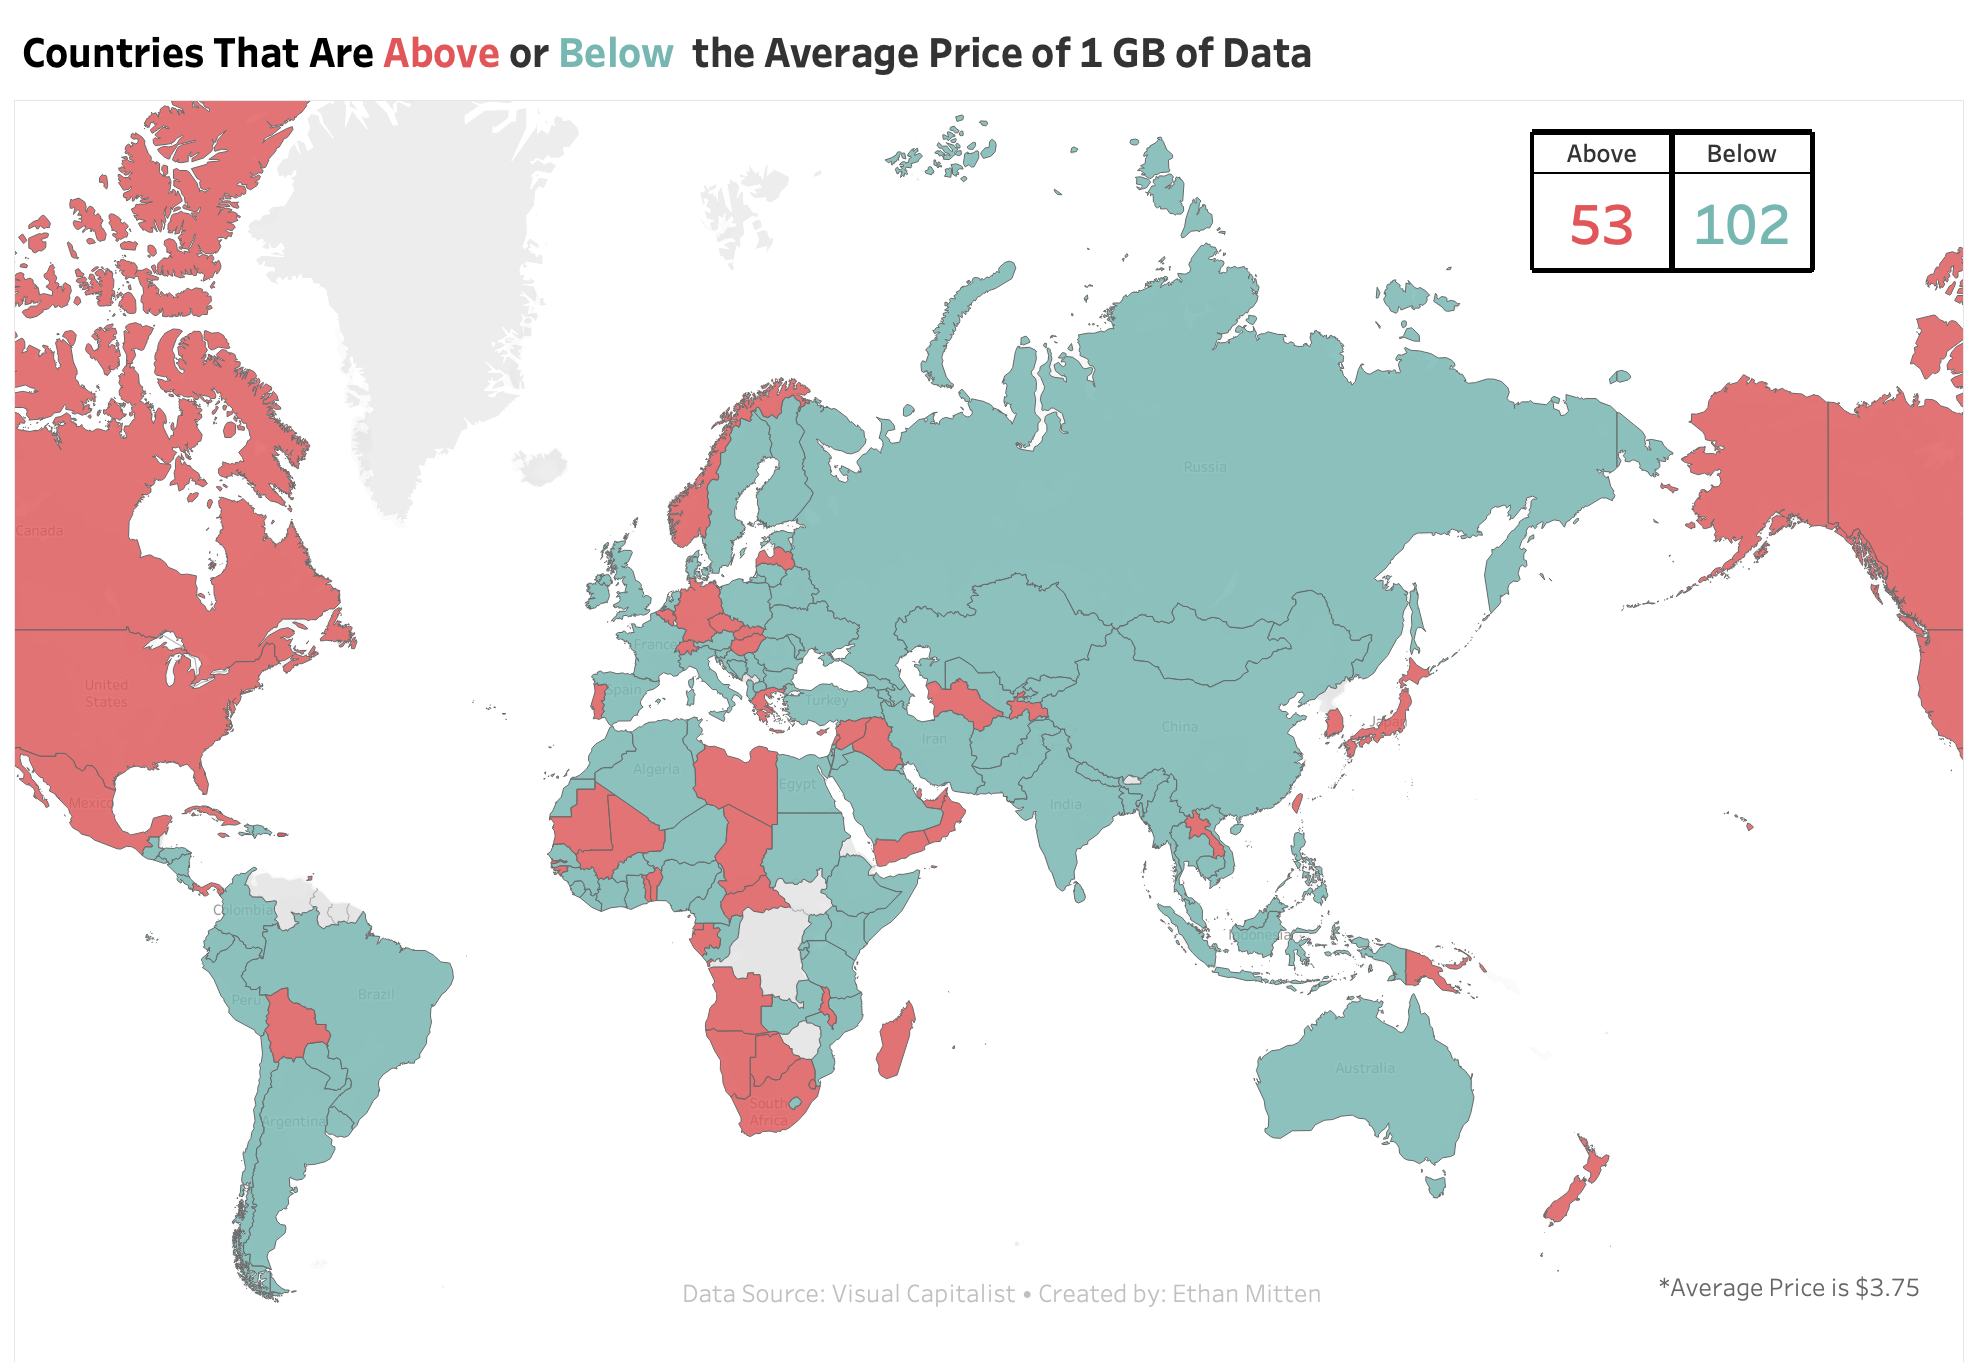 Countries That Are Above or Below the Average Price of 1 GB of Data
Above Below
53 102
Canada
Russia
United
States
France
Spain
Turkey
Japan
China
Iran
Algeria
Egypt
Mexico
India
Colombia
Indonesia
Brazil
Peru
Australia
South
Africa
Argentina
Data Source: Visual Capitalist • Created by: Ethan Mitten
*Average Price is $3.75